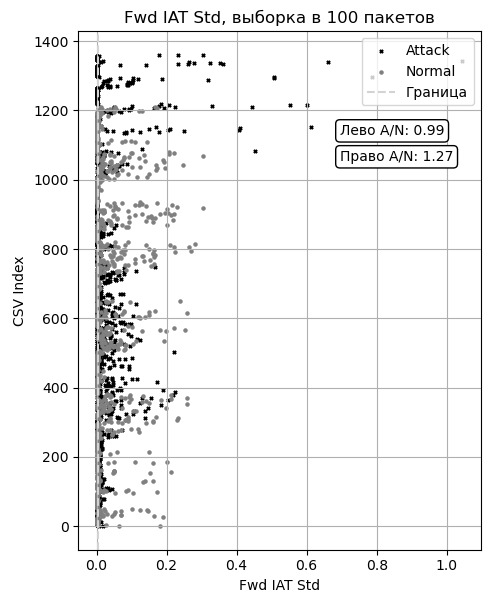 Fwd IAT Std, выборка в 100 пакетов
Attack
Normal
Граница
Лево A/N: 0.99
Право A/N: 1.27
1400
1200
1000
800
600
400
200
0
CSV Index
0.0 0.2 0.4 0.6 0.8 1.0
Fwd IAT Std